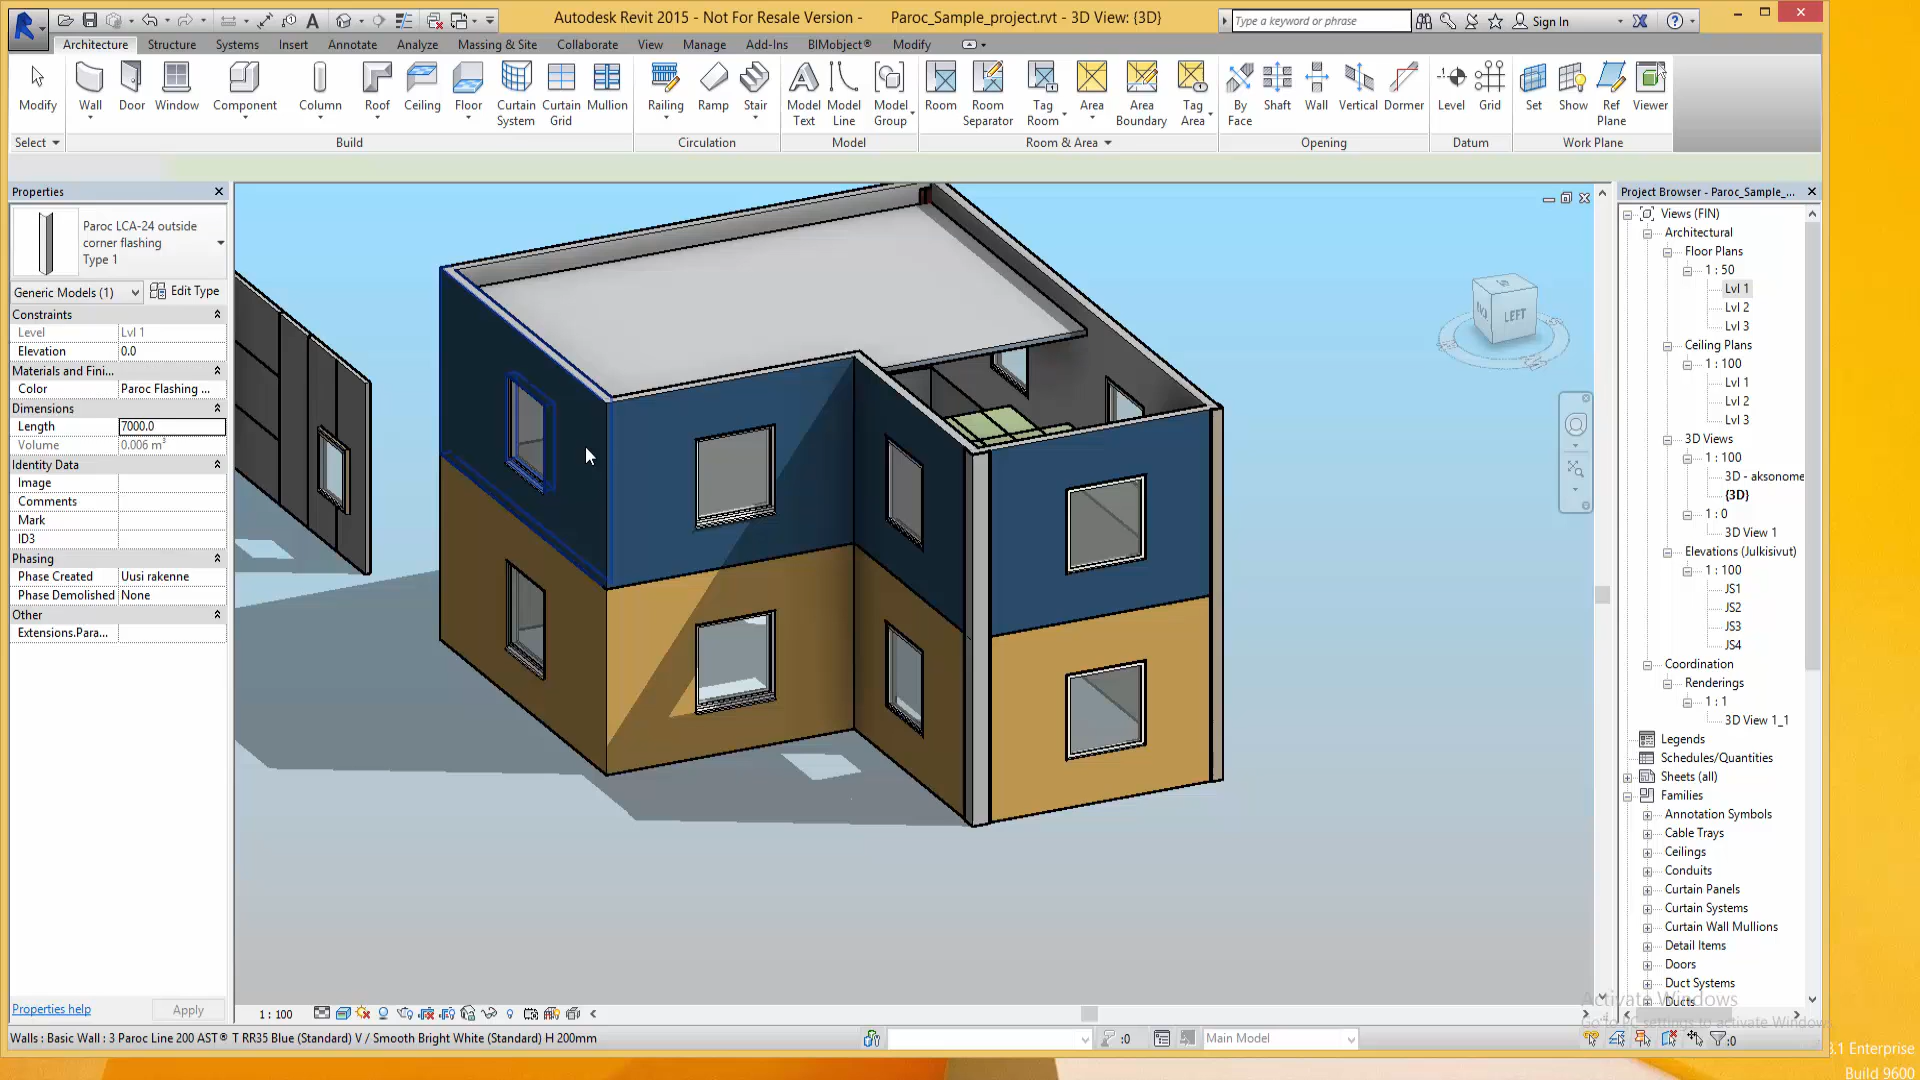 Autodesk Revit 2015 - Not For Resale Version - Paroc_Sample_project.rvt - 3D View: {3D}
Type a keyword or phrase
Sign In
Architecture Structure Systems Insert Annotate Analyze Massing & Site Collaborate View Manage Add-Ins BIMobject® Modify
Modify Wall Door Window Component Column Roof Ceiling Floor Curtain System Curtain Grid Mullion Railing Ramp Stair Model Text Model Line Model Group Room Room Separator Tag Room Area Area Boundary Tag Area By Face Shaft Wall Vertical Dormer Level Grid Set Show Ref Plane Viewer
Select Build Circulation Model Room & Area Opening Datum Work Plane
Properties
Paroc LCA-24 outside
corner flashing
Type 1
Generic Models (1) Edit Type
Constraints
Level Lvl 1
Elevation 0.0
Materials and Fini...
Color Paroc Flashing ...
Dimensions
Length 7000.0
Volume 0.006 m³
Identity Data
Image
Comments
Mark
ID3
Phasing
Phase Created Uusi rakenne
Phase Demolished None
Other
Extensions.Para...
Properties help Apply
LEFT
1 : 100
Project Browser - Paroc_Sample_...
Views (FIN)
Architectural
Floor Plans
1 : 50
Lvl 1
Lvl 2
Lvl 3
Ceiling Plans
1 : 100
Lvl 1
Lvl 2
Lvl 3
3D Views
1 : 100
3D - aksonome
{3D}
1 : 0
3D View 1
Elevations (Julkisivut)
1 : 100
JS1
JS2
JS3
JS4
Coordination
Renderings
1 : 1
3D View 1_1
Legends
Schedules/Quantities
Sheets (all)
Families
Annotation Symbols
Cable Trays
Ceilings
Conduits
Curtain Panels
Curtain Systems
Curtain Wall Mullions
Detail Items
Doors
Duct Systems
Ducts
Activate Windows
Go to PC settings to activate Windows
Walls : Basic Wall : 3 Paroc Line 200 AST® T RR35 Blue (Standard) V / Smooth Bright White (Standard) H 200mm
:0
Main Model
:0
8.1 Enterprise
Build 9600